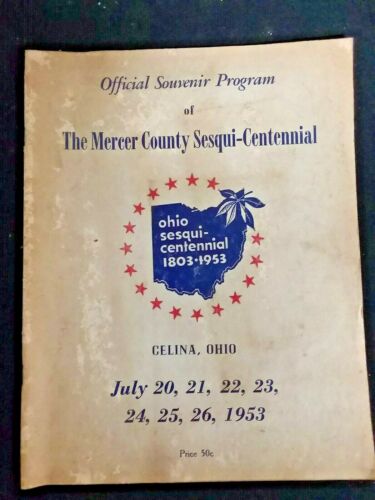 Official Souvenir Program
of
The Mercer County Sesqui-Centennial
ohio
sesqui-
centennial
1803·1953
CELINA, OHIO
July 20, 21, 22, 23,
24, 25, 26, 1953
Price 50c